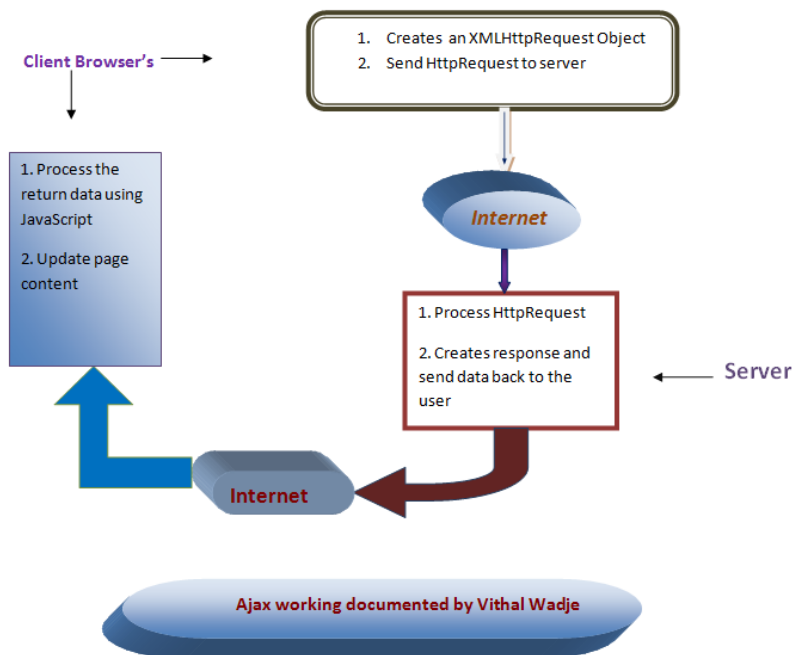 Client Browser's
1. Creates an XMLHttpRequest Object
2. Send HttpRequest to server
1. Process the
return data using
JavaScript
2. Update page
content
Internet
1. Process HttpRequest
2. Creates response and
send data back to the
user
Server
Internet
Ajax working documented by Vithal Wadje